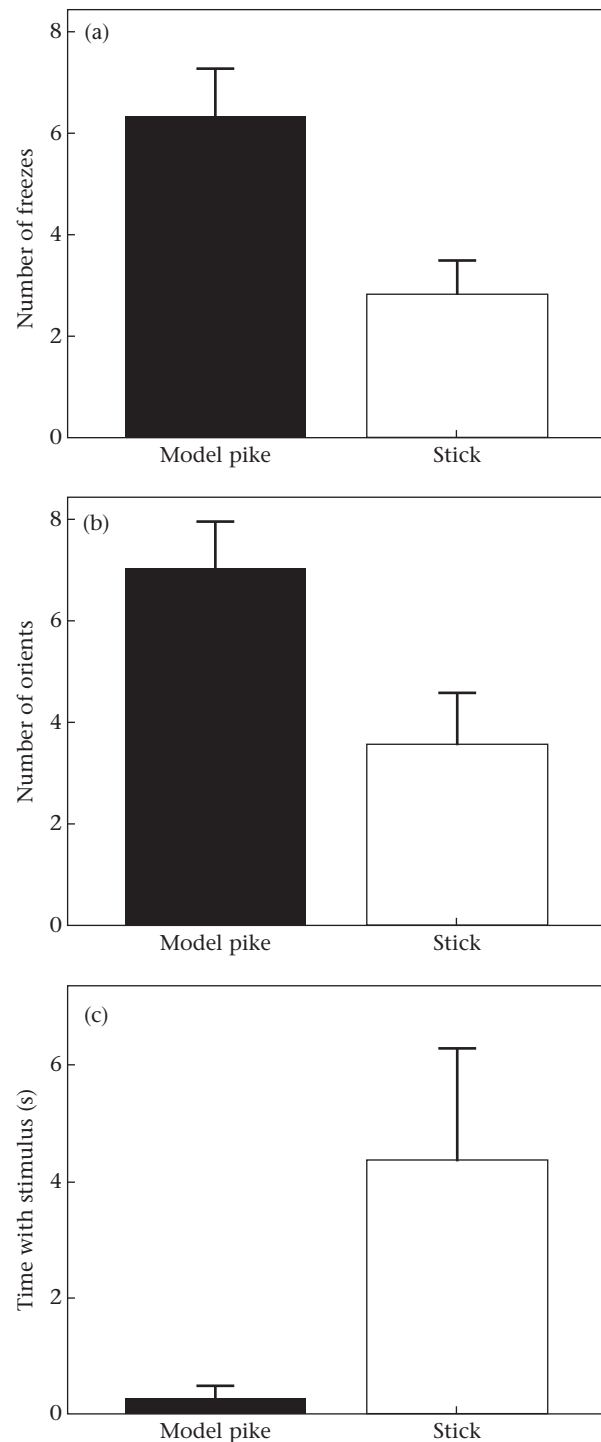 (a)
Number of freezes
8
6
4
2
0
Model pike
Stick
(b)
Number of orients
8
6
4
2
0
Model pike
Stick
(c)
Time with stimulus (s)
6
4
2
0
Model pike
Stick